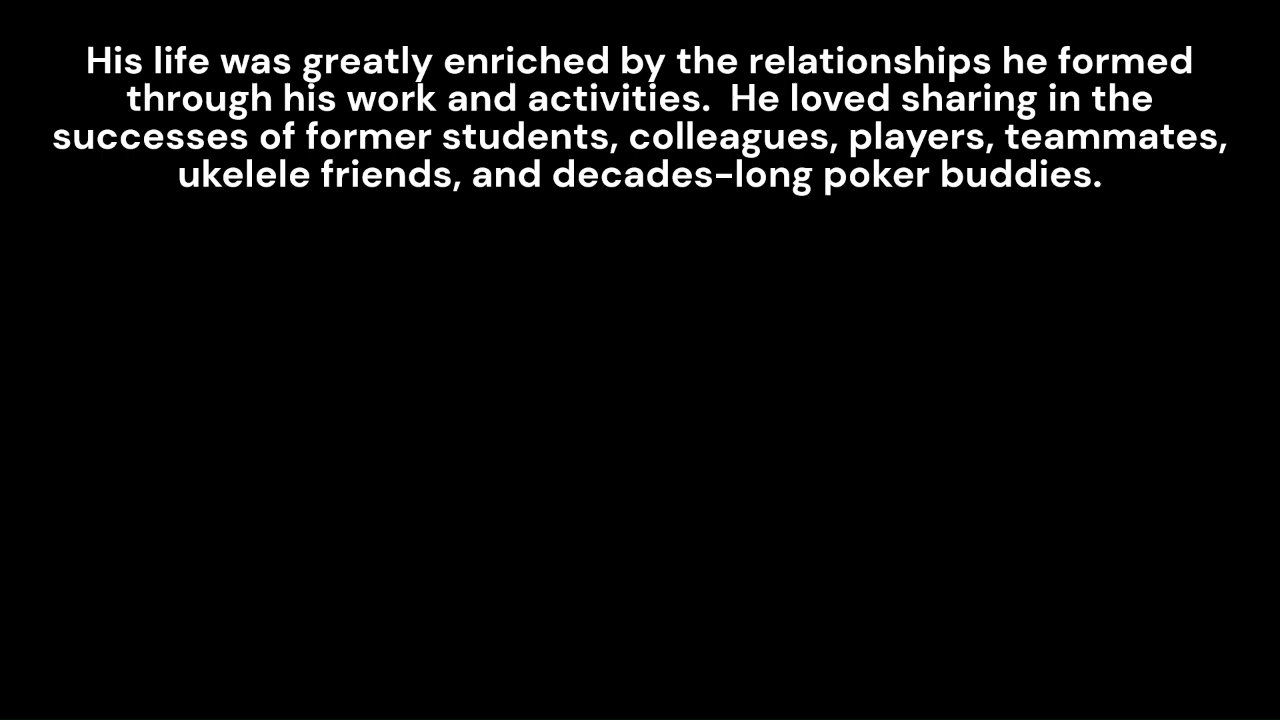 His life was greatly enriched by the relationships he formed
through his work and activities.  He loved sharing in the
successes of former students, colleagues, players, teammates,
ukelele friends, and decades-long poker buddies.